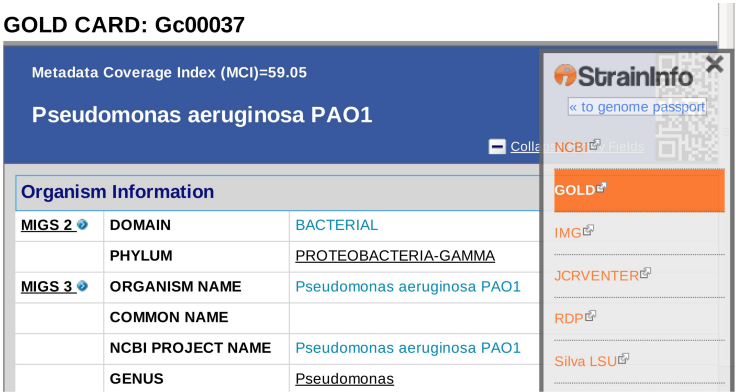 GOLD CARD: Gc00037
Metadata Coverage Index (MCI)=59.05
Pseudomonas aeruginosa PAO1
Organism Information
MIGS 2 DOMAIN BACTERIAL
PHYLUM PROTEOBACTERIA-GAMMA
MIGS 3 ORGANISM NAME Pseudomonas aeruginosa PAO1
COMMON NAME
NCBI PROJECT NAME Pseudomonas aeruginosa PAO1
GENUS Pseudomonas
StrainInfo
« to genome passport
NCBI
Fields
GOLD
IMG
JCRVENTER
RDP
Silva LSU